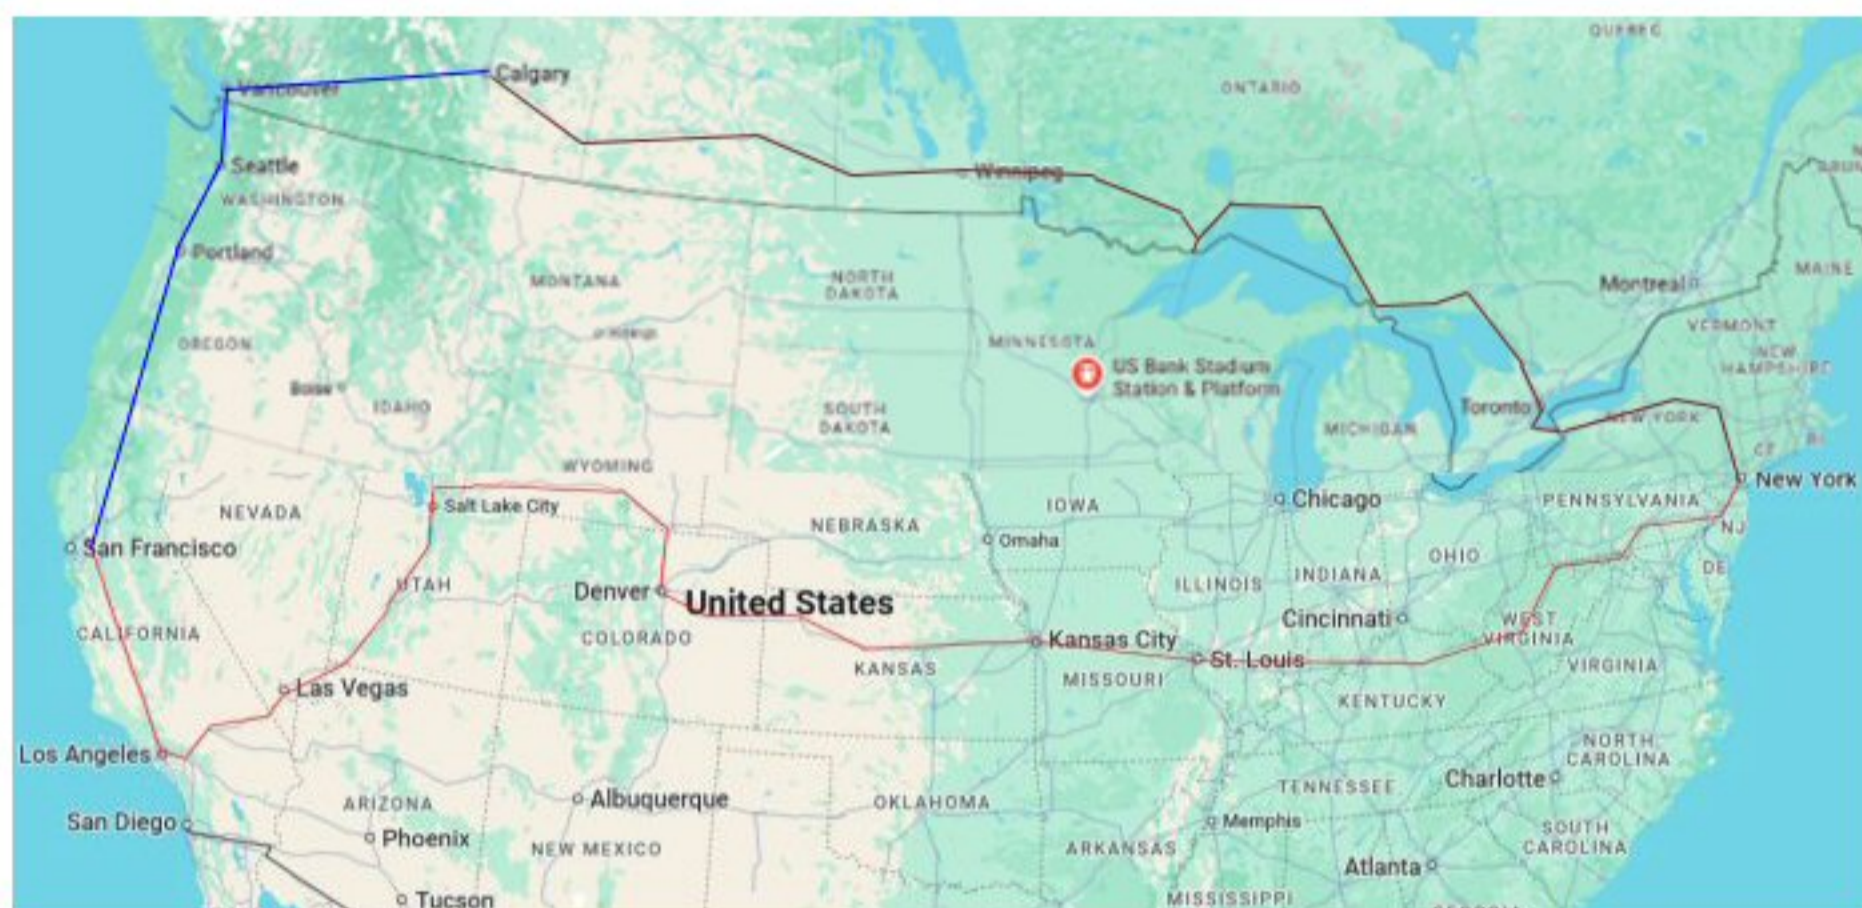 QUEBEC
Calgary
ONTARIO
Vancouver
Seattle
Winnipeg
WASHINGTON
Portland
MONTANA
NORTH
DAKOTA
Montreal
MAINE
MINNESOTA
VERMONT
OREGON
NEW
HAMPSHIRE
US Bank Stadium
Station & Platform
Boise
IDAHO
SOUTH
DAKOTA
Toronto
MICHIGAN
NEW YORK
CT
RI
WYOMING
New York
Salt Lake City
NEVADA
Chicago
IOWA
PENNSYLVANIA
NEBRASKA
NJ
Omaha
San Francisco
OHIO
UTAH
ILLINOIS
INDIANA
DE
Denver
United States
Cincinnati
WEST
VIRGINIA
CALIFORNIA
COLORADO
Kansas City
St. Louis
KANSAS
MISSOURI
VIRGINIA
Las Vegas
KENTUCKY
Los Angeles
NORTH
CAROLINA
TENNESSEE
Charlotte
ARIZONA
Albuquerque
OKLAHOMA
San Diego
Memphis
Phoenix
NEW MEXICO
ARKANSAS
SOUTH
CAROLINA
Atlanta
Tucson
MISSISSIPPI